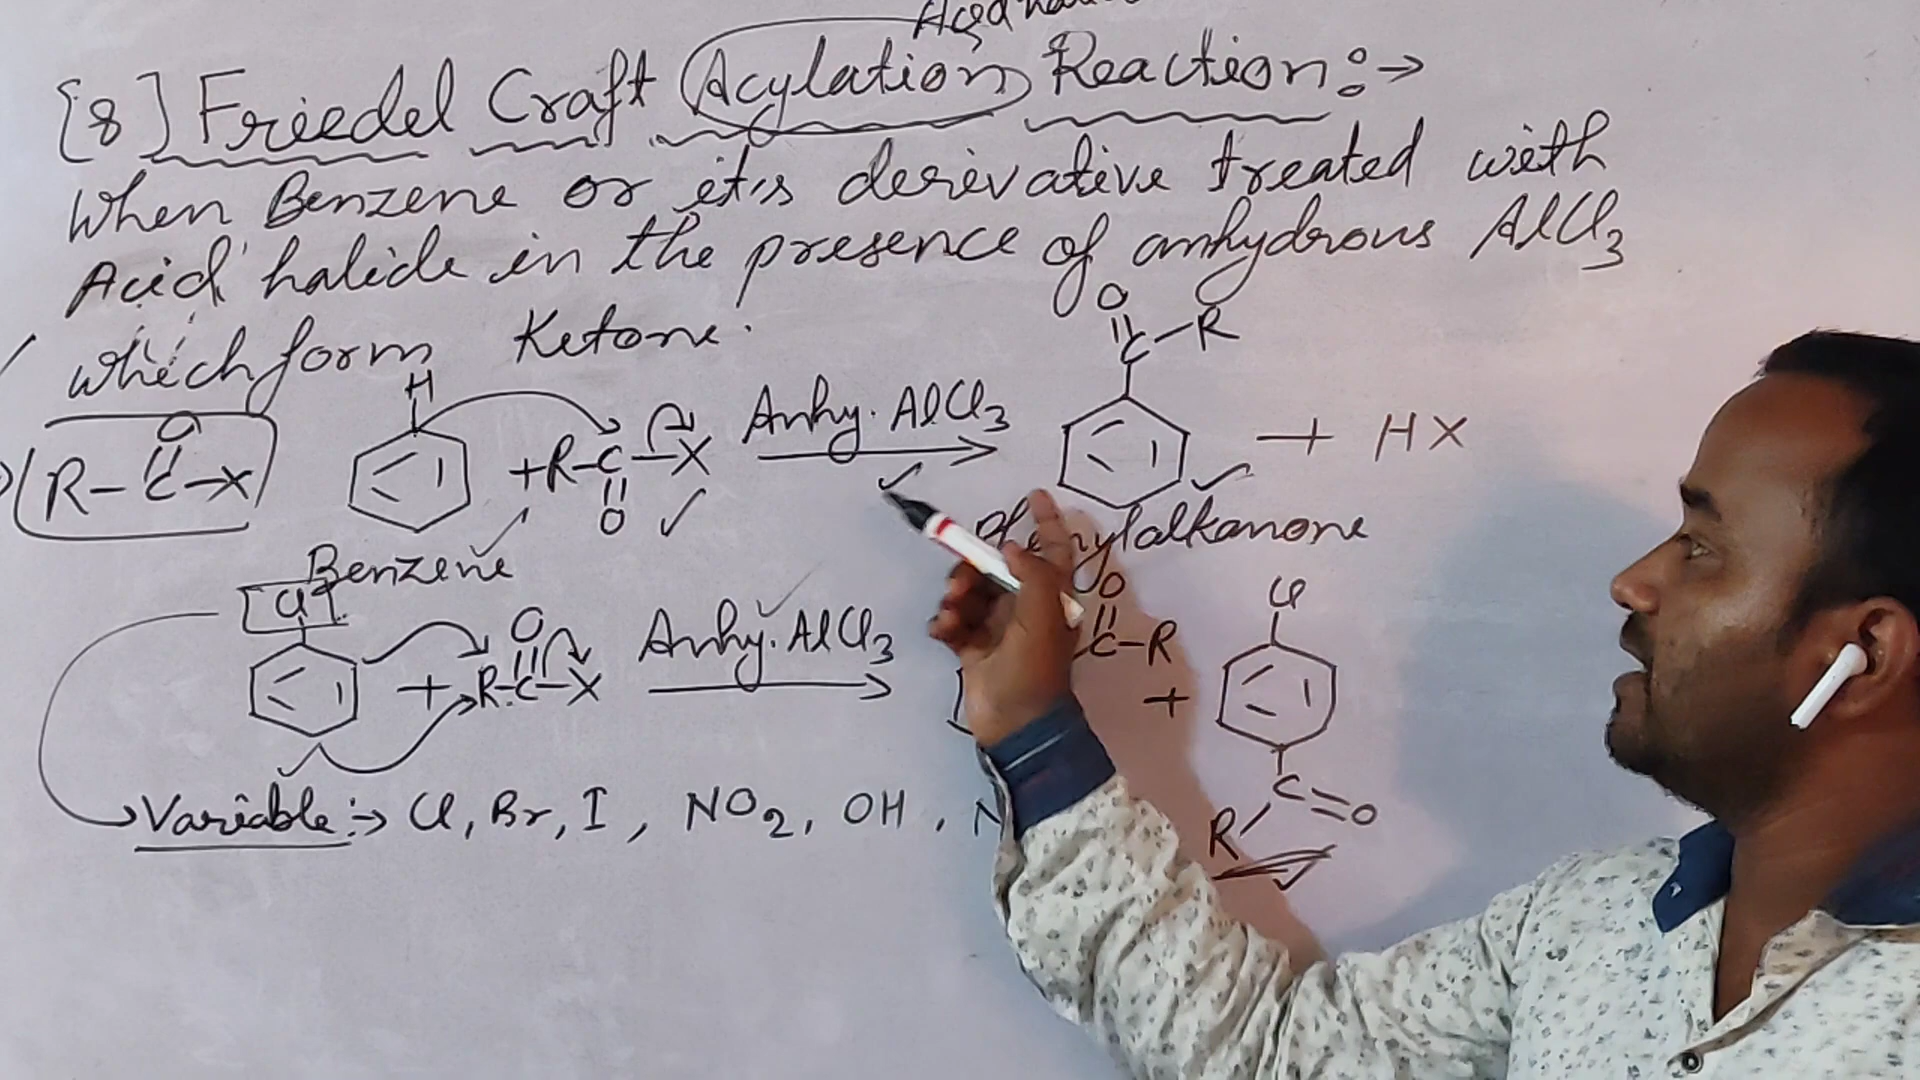 Acid
[8] Friedel Craft Acylation Reaction :→
When Benzene or it's derivative treated with
Acid halide in the presence of anhydrous AlCl3
which form Ketone.
R-C-X
O
H
+R-C-X
O
Anhy. AlCl3
O
C-R
+ HX
Benzene
Phenylalkanone
Cl
+
O
R-C-X
Anhy. AlCl3
O
C-R
+
Cl
C=O
R
Variable :→ Cl, Br, I, NO2, OH,